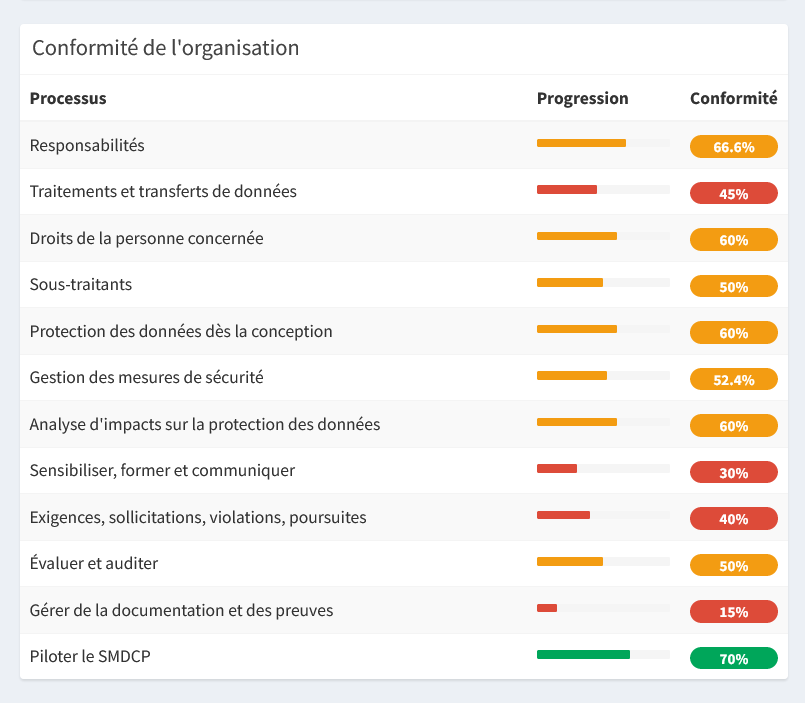 Conformité de l'organisation
Processus Progression Conformité
Responsabilités 66.6%
Traitements et transferts de données 45%
Droits de la personne concernée 60%
Sous-traitants 50%
Protection des données dès la conception 60%
Gestion des mesures de sécurité 52.4%
Analyse d'impacts sur la protection des données 60%
Sensibiliser, former et communiquer 30%
Exigences, sollicitations, violations, poursuites 40%
Évaluer et auditer 50%
Gérer de la documentation et des preuves 15%
Piloter le SMDCP 70%